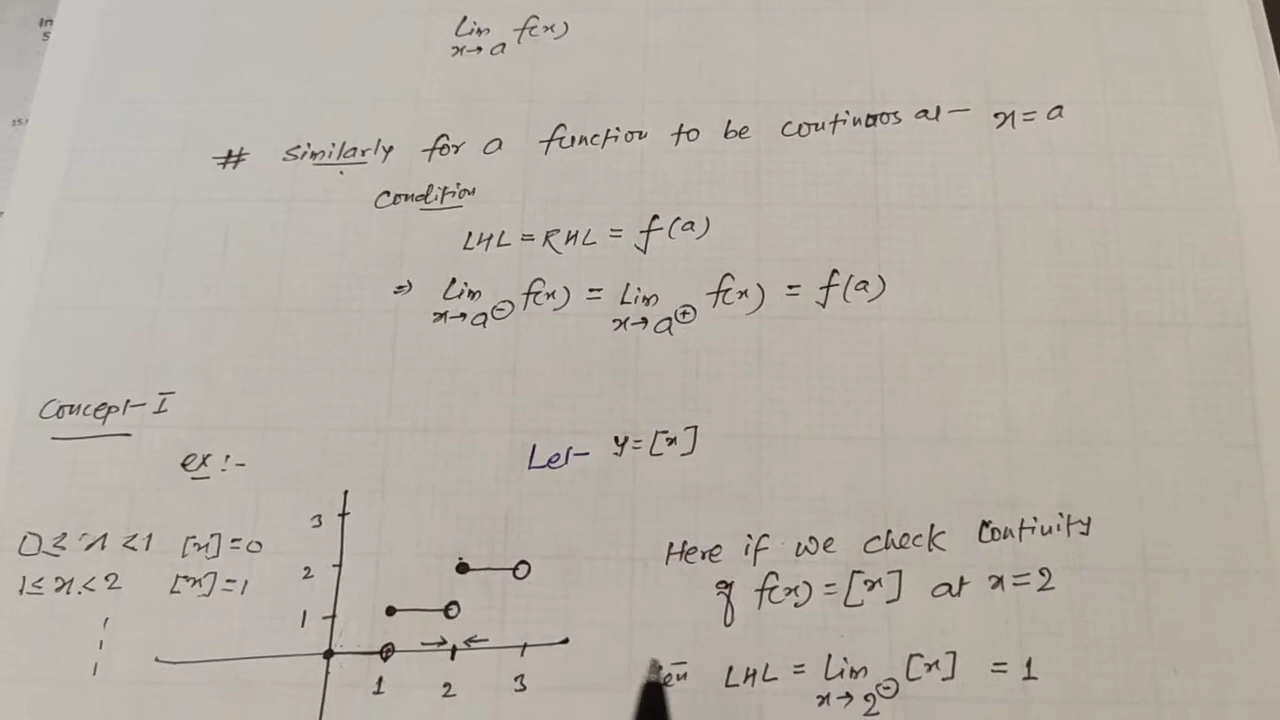 Lim f(x)
x→a
# Similarly for a function to be continuos at x=a
Condition
LHL = RHL = f(a)
⇒ Lim f(x) = Lim f(x) = f(a)
x→a⊖ x→a⊕
Concept-I
ex :-
Let y=[x]
0≤x<1 [x]=0
1≤x<2 [x]=1
3
2
1
1 2 3
Here if we check Contiuity
of f(x)=[x] at x=2
LHL = Lim [x] = 1
x→2⊖